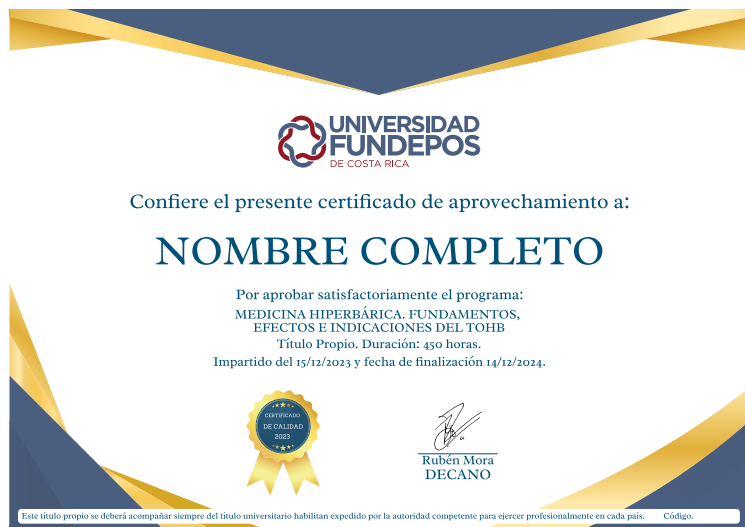 UNIVERSIDAD
FUNDEPOS
DE COSTA RICA
Confiere el presente certificado de aprovechamiento a:
NOMBRE COMPLETO
Por aprobar satisfactoriamente el programa:
MEDICINA HIPERBÁRICA. FUNDAMENTOS,
EFECTOS E INDICACIONES DEL TOHB
Título Propio. Duración: 450 horas.
Impartido del 15/12/2023 y fecha de finalización 14/12/2024.
CERTIFICADO
DE CALIDAD
2023
Rubén Mora
DECANO
Este título propio se deberá acompañar siempre del título universitario habilitan expedido por la autoridad competente para ejercer profesionalmente en cada país. Código.